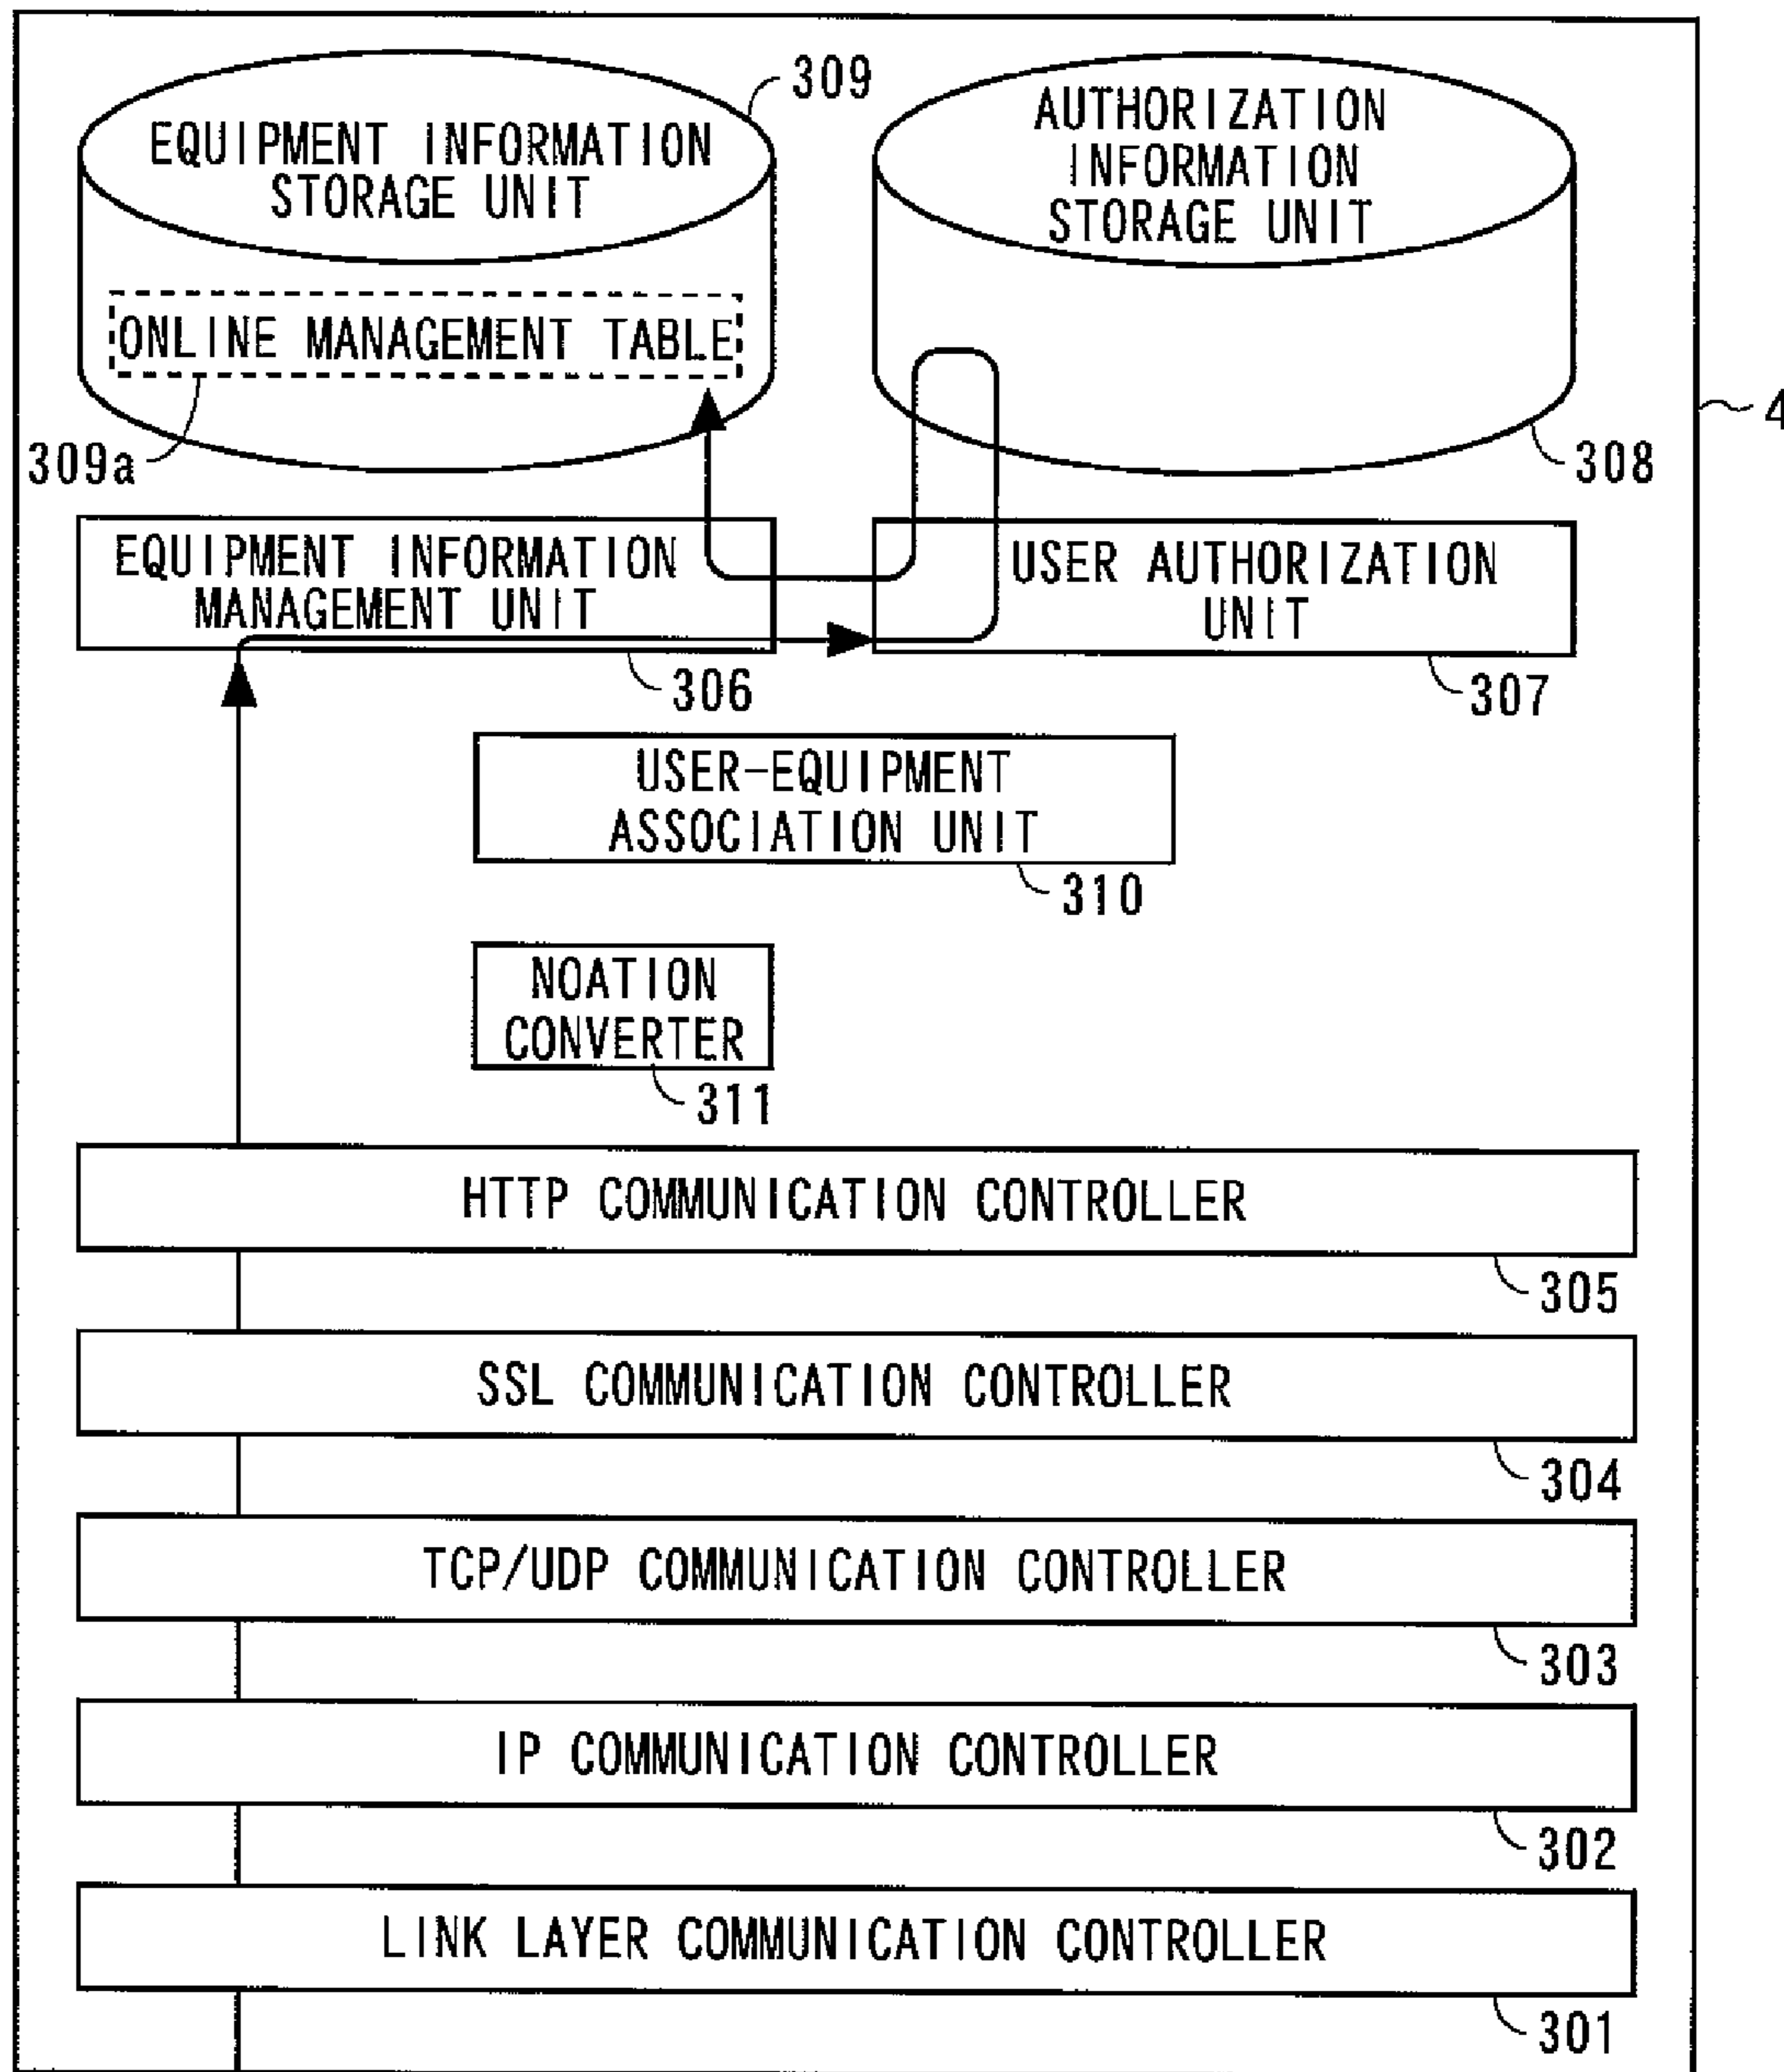 309
EQUIPMENT INFORMATION
STORAGE UNIT
AUTHORIZATION
INFORMATION
STORAGE UNIT
ONLINE MANAGEMENT TABLE
4
309a
308
EQUIPMENT INFORMATION
MANAGEMENT UNIT
USER AUTHORIZATION
UNIT
306
307
USER-EQUIPMENT
ASSOCIATION UNIT
310
NOATION
CONVERTER
311
HTTP COMMUNICATION CONTROLLER
305
SSL COMMUNICATION CONTROLLER
304
TCP/UDP COMMUNICATION CONTROLLER
303
IP COMMUNICATION CONTROLLER
302
LINK LAYER COMMUNICATION CONTROLLER
301